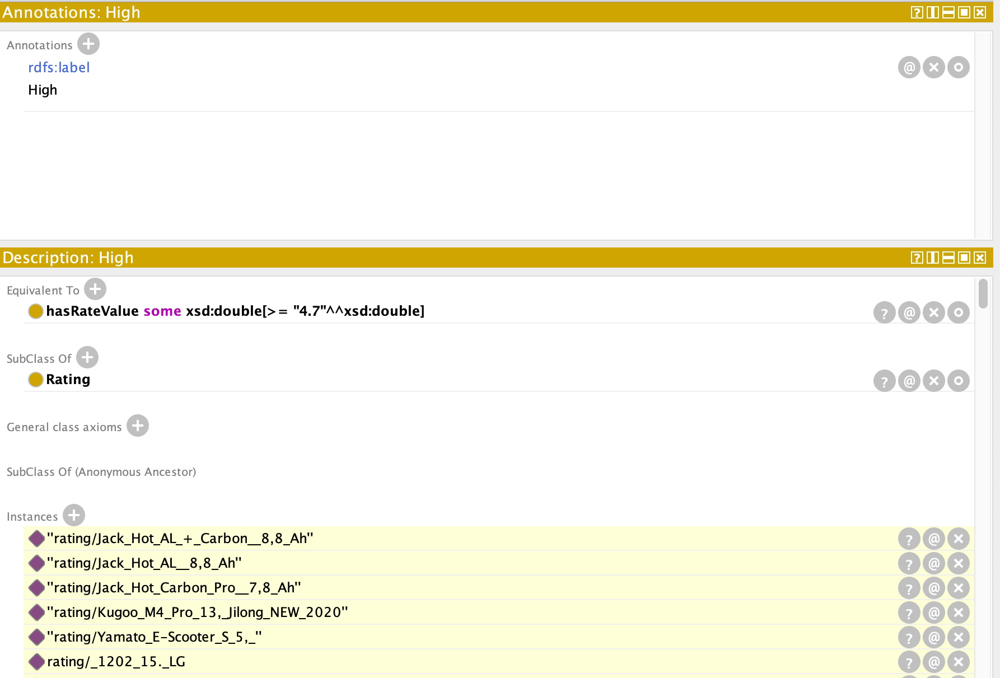 Annotations: High
Annotations
rdfs:label
High
Description: High
Equivalent To
hasRateValue some xsd:double[>= "4.7"^^xsd:double]
SubClass Of
Rating
General class axioms
SubClass Of (Anonymous Ancestor)
Instances
"rating/Jack_Hot_AL_+_Carbon__8,8_Ah"
"rating/Jack_Hot_AL__8,8_Ah"
"rating/Jack_Hot_Carbon_Pro__7,8_Ah"
"rating/Kugoo_M4_Pro_13,_Jilong_NEW_2020"
"rating/Yamato_E-Scooter_S_5,_"
rating/_1202_15._LG